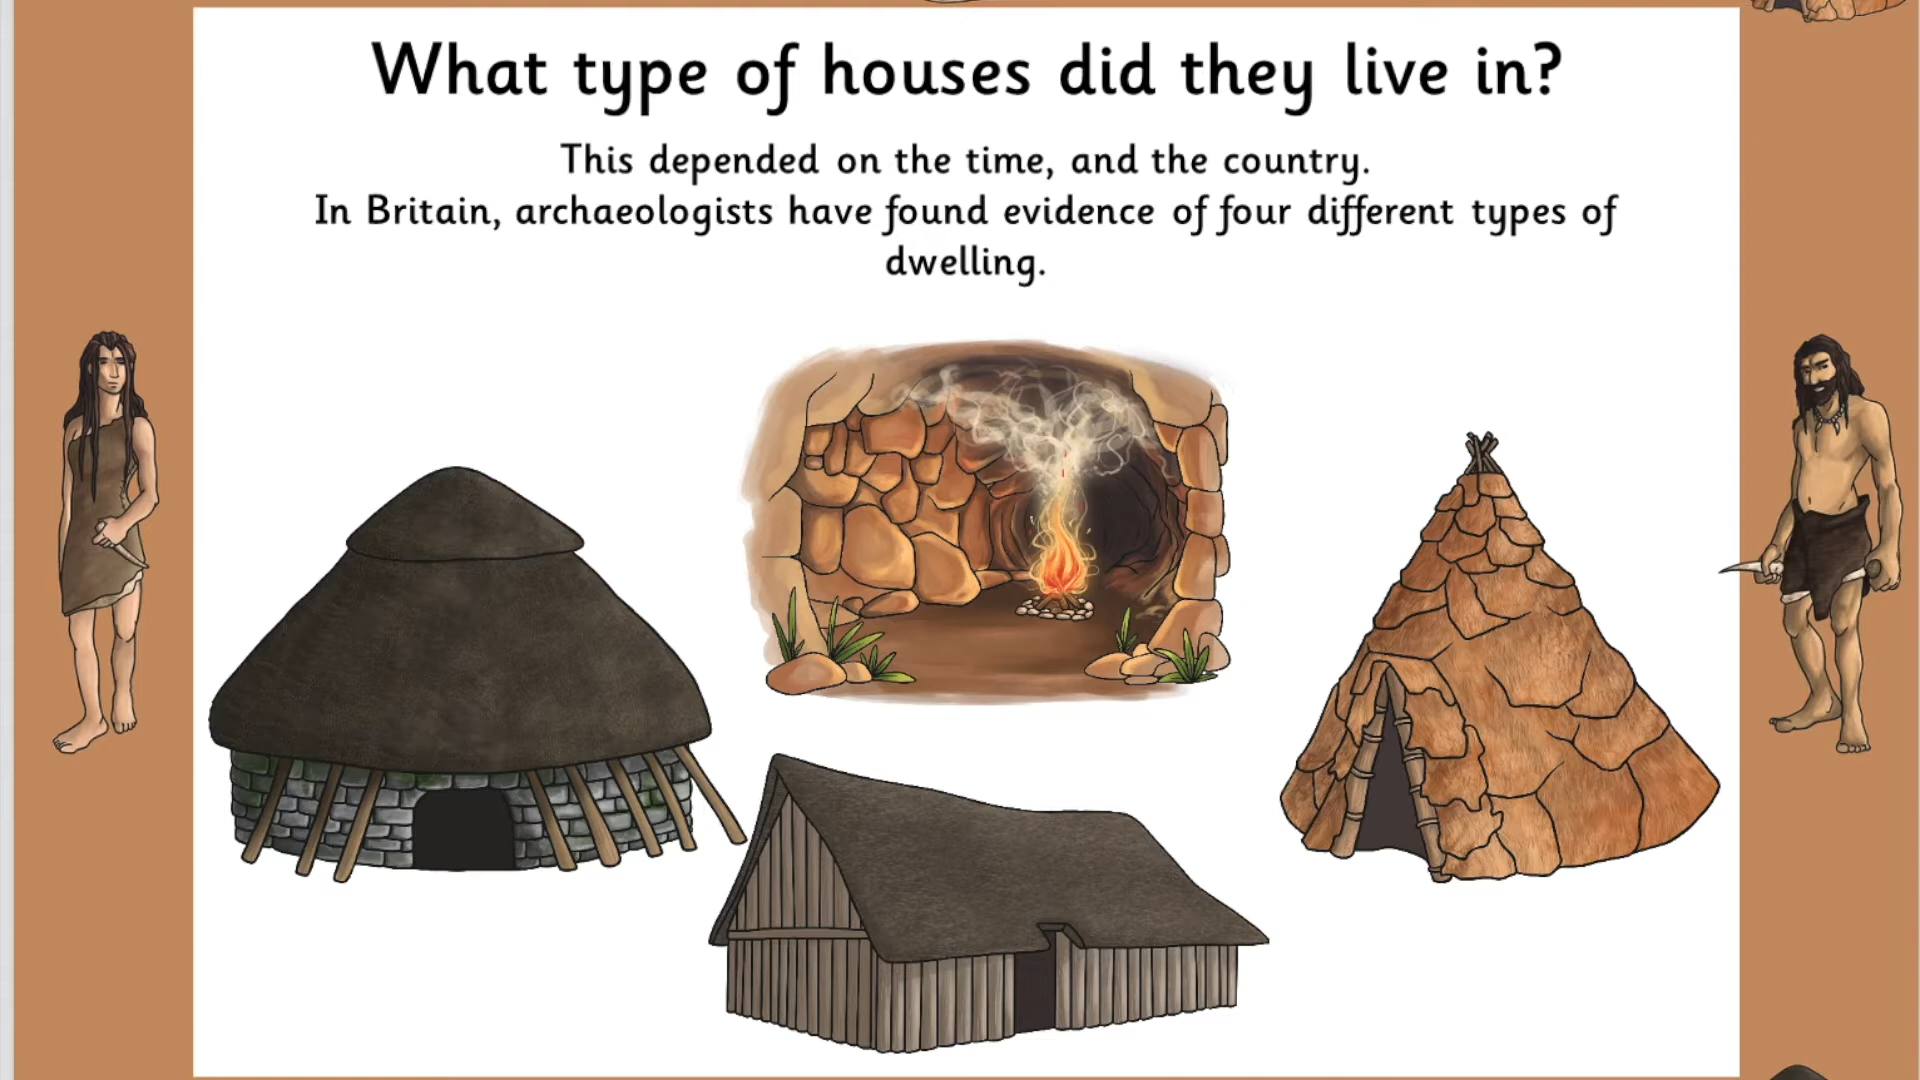 What type of houses did they live in?
This depended on the time, and the country.
In Britain, archaeologists have found evidence of four different types of
dwelling.